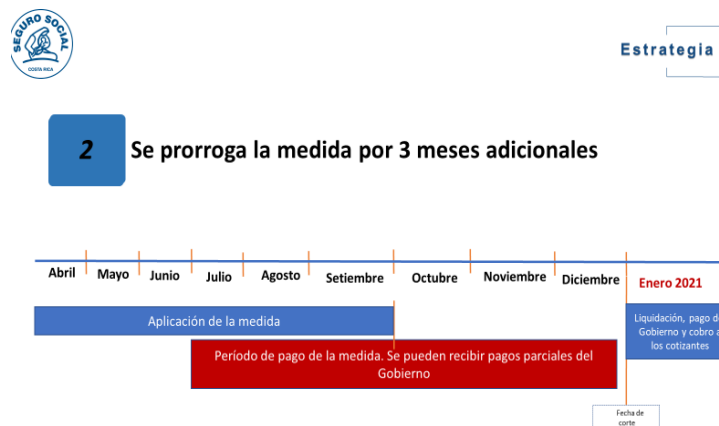 SEGURO SOCIAL
COSTA RICA
Estrategia
2
Se prorroga la medida por 3 meses adicionales
Abril Mayo Junio Julio Agosto Setiembre Octubre Noviembre Diciembre Enero 2021
Aplicación de la medida
Liquidación, pago d
Gobierno y cobro a
los cotizantes
Período de pago de la medida. Se pueden recibir pagos parciales del
Gobierno
Fecha de
corte